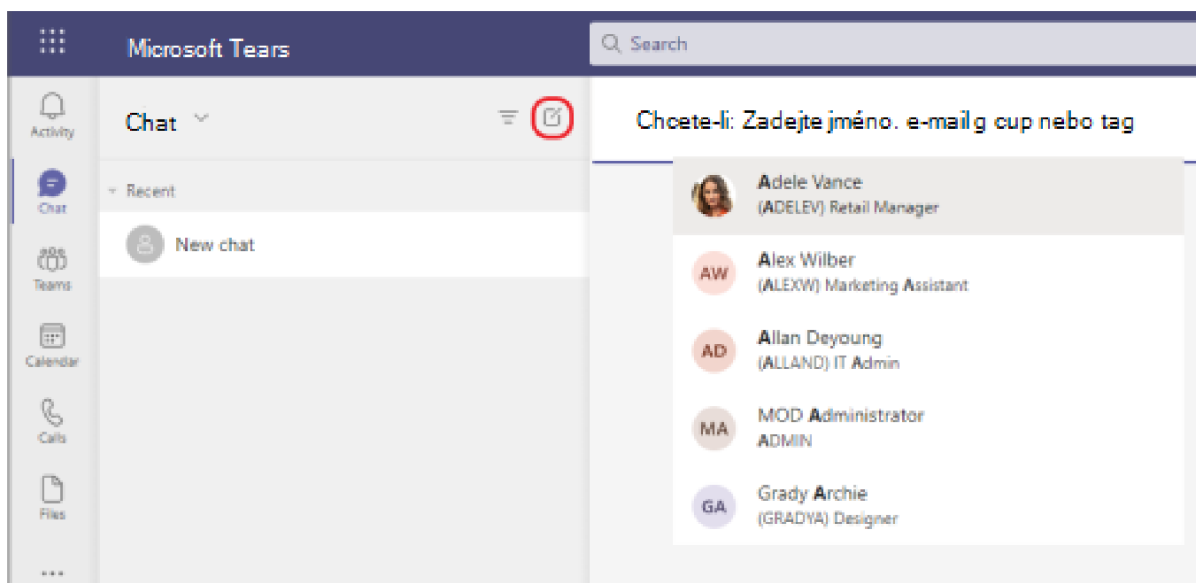 Microsoft Tears
Search
Activity
Chat
Teams
Calendar
Calls
Files
Chat
Recent
New chat
Chcete-li: Zadejte jméno. e-mail g cup nebo tag
Adele Vance
(ADELEV) Retail Manager
AW
Alex Wilber
(ALEXW) Marketing Assistant
AD
Allan Deyoung
(ALLAND) IT Admin
MA
MOD Administrator
ADMIN
GA
Grady Archie
(GRADYA) Designer